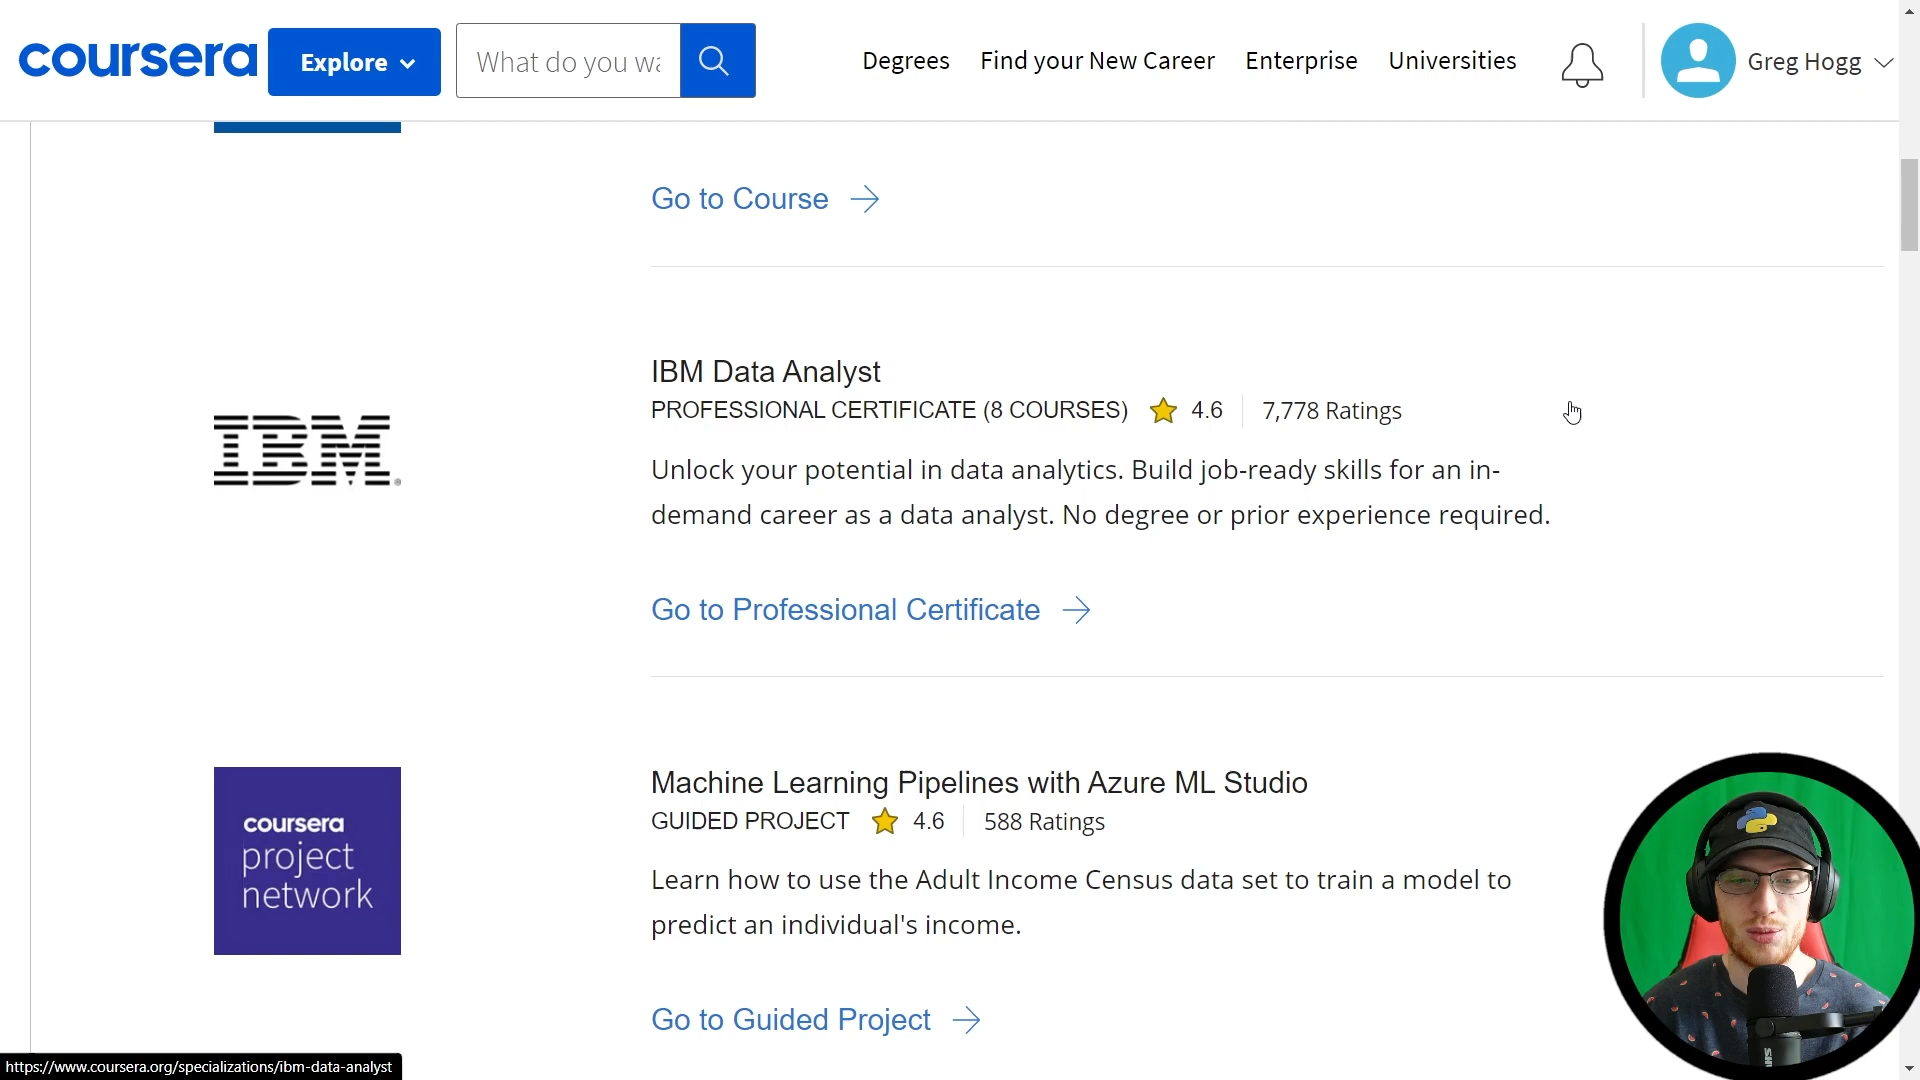 coursera
Explore
What do you wa
Degrees
Find your New Career
Enterprise
Universities
Greg Hogg
Go to Course
IBM Data Analyst
PROFESSIONAL CERTIFICATE (8 COURSES)
4.6
7,778 Ratings
IBM
Unlock your potential in data analytics. Build job-ready skills for an in-
demand career as a data analyst. No degree or prior experience required.
Go to Professional Certificate
Machine Learning Pipelines with Azure ML Studio
GUIDED PROJECT
4.6
588 Ratings
coursera
project
network
Learn how to use the Adult Income Census data set to train a model to
predict an individual's income.
Go to Guided Project
https://www.coursera.org/specializations/ibm-data-analyst